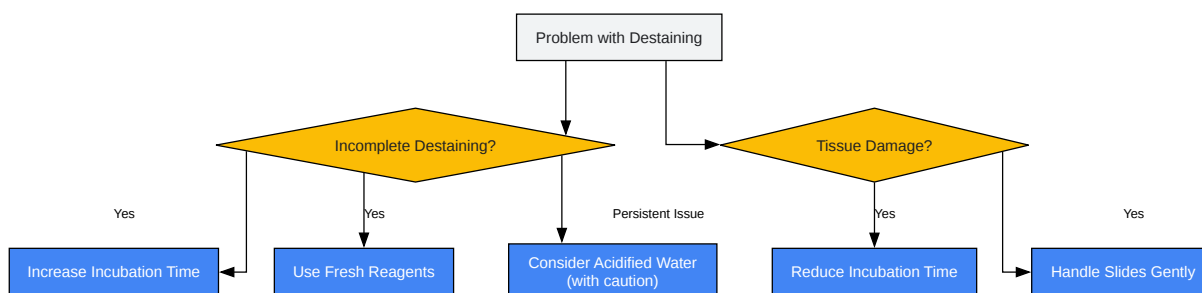 Problem with Destaining
Incomplete Destaining?
Tissue Damage?
Yes
Yes
Persistent Issue
Yes
Yes
Increase Incubation Time
Use Fresh Reagents
Consider Acidified Water
(with caution)
Reduce Incubation Time
Handle Slides Gently